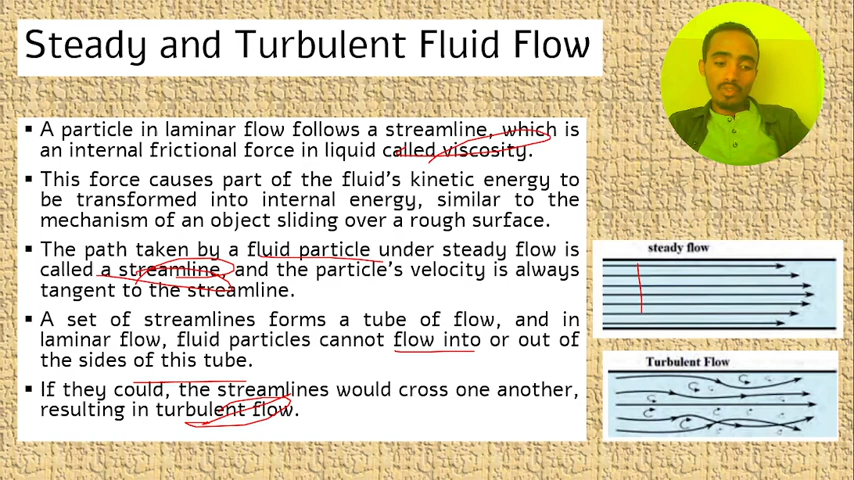 Steady and Turbulent Fluid Flow
▪ A particle in laminar flow follows a streamline, which is
an internal frictional force in liquid called viscosity.
▪ This force causes part of the fluid's kinetic energy to
be transformed into internal energy, similar to the
mechanism of an object sliding over a rough surface.
▪ The path taken by a fluid particle under steady flow is
called a streamline, and the particle's velocity is always
tangent to the streamline.
▪ A set of streamlines forms a tube of flow, and in
laminar flow, fluid particles cannot flow into or out of
the sides of this tube.
▪ If they could, the streamlines would cross one another,
resulting in turbulent flow.
steady flow
Turbulent Flow